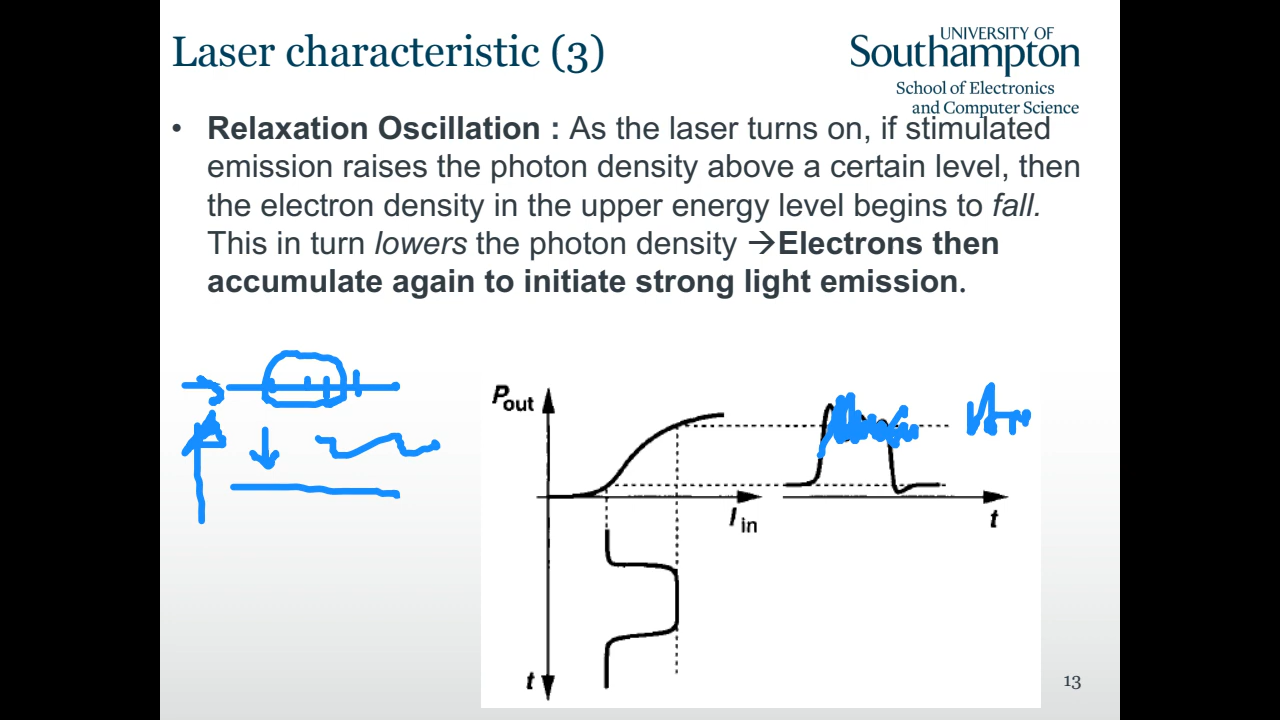 Laser characteristic (3)
UNIVERSITY OF
Southampton
School of Electronics
and Computer Science
• Relaxation Oscillation : As the laser turns on, if stimulated
emission raises the photon density above a certain level, then
the electron density in the upper energy level begins to fall.
This in turn lowers the photon density →Electrons then
accumulate again to initiate strong light emission.
Pout
Iin
t
t
13